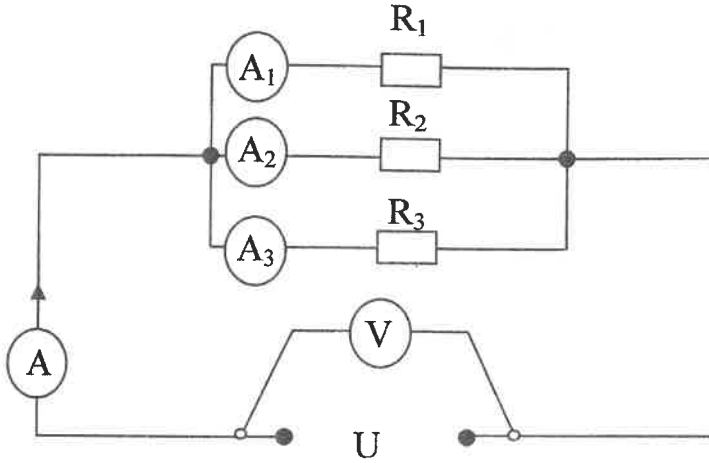 R₁
A₁
R₂
A₂
R₃
A₃
V
A
U